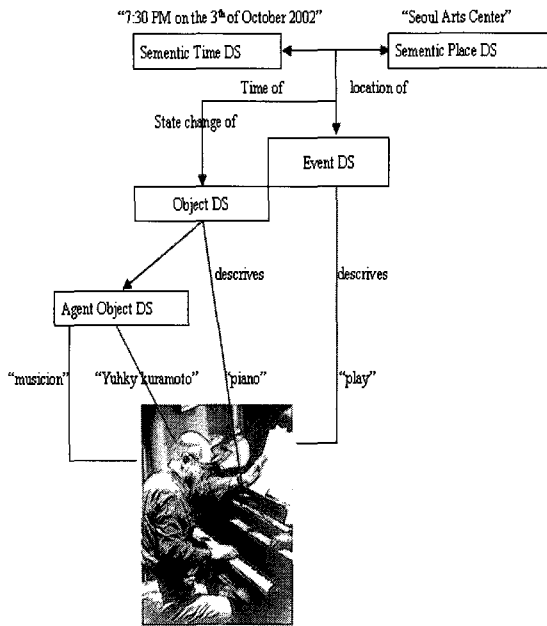 “7:30 PM on the 3th of October 2002” “Seoul Arts Center”
Sementic Time DS Sementic Place DS
Time of location of
State change of
Event DS
Object DS
descrives descrives
Agent Object DS
“musicion” “Yuhky kuramoto” “piano” “play”